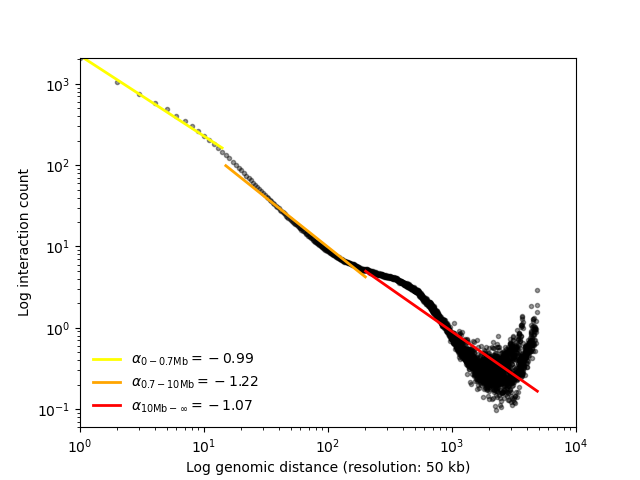 10³
10²
10¹
10⁰
10⁻¹
Log interaction count
α₀₋₀.₇Mb = −0.99
α₀.₇₋₁₀Mb = −1.22
α₁₀Mb₋∞ = −1.07
10⁰ 10¹ 10² 10³ 10⁴
Log genomic distance (resolution: 50 kb)